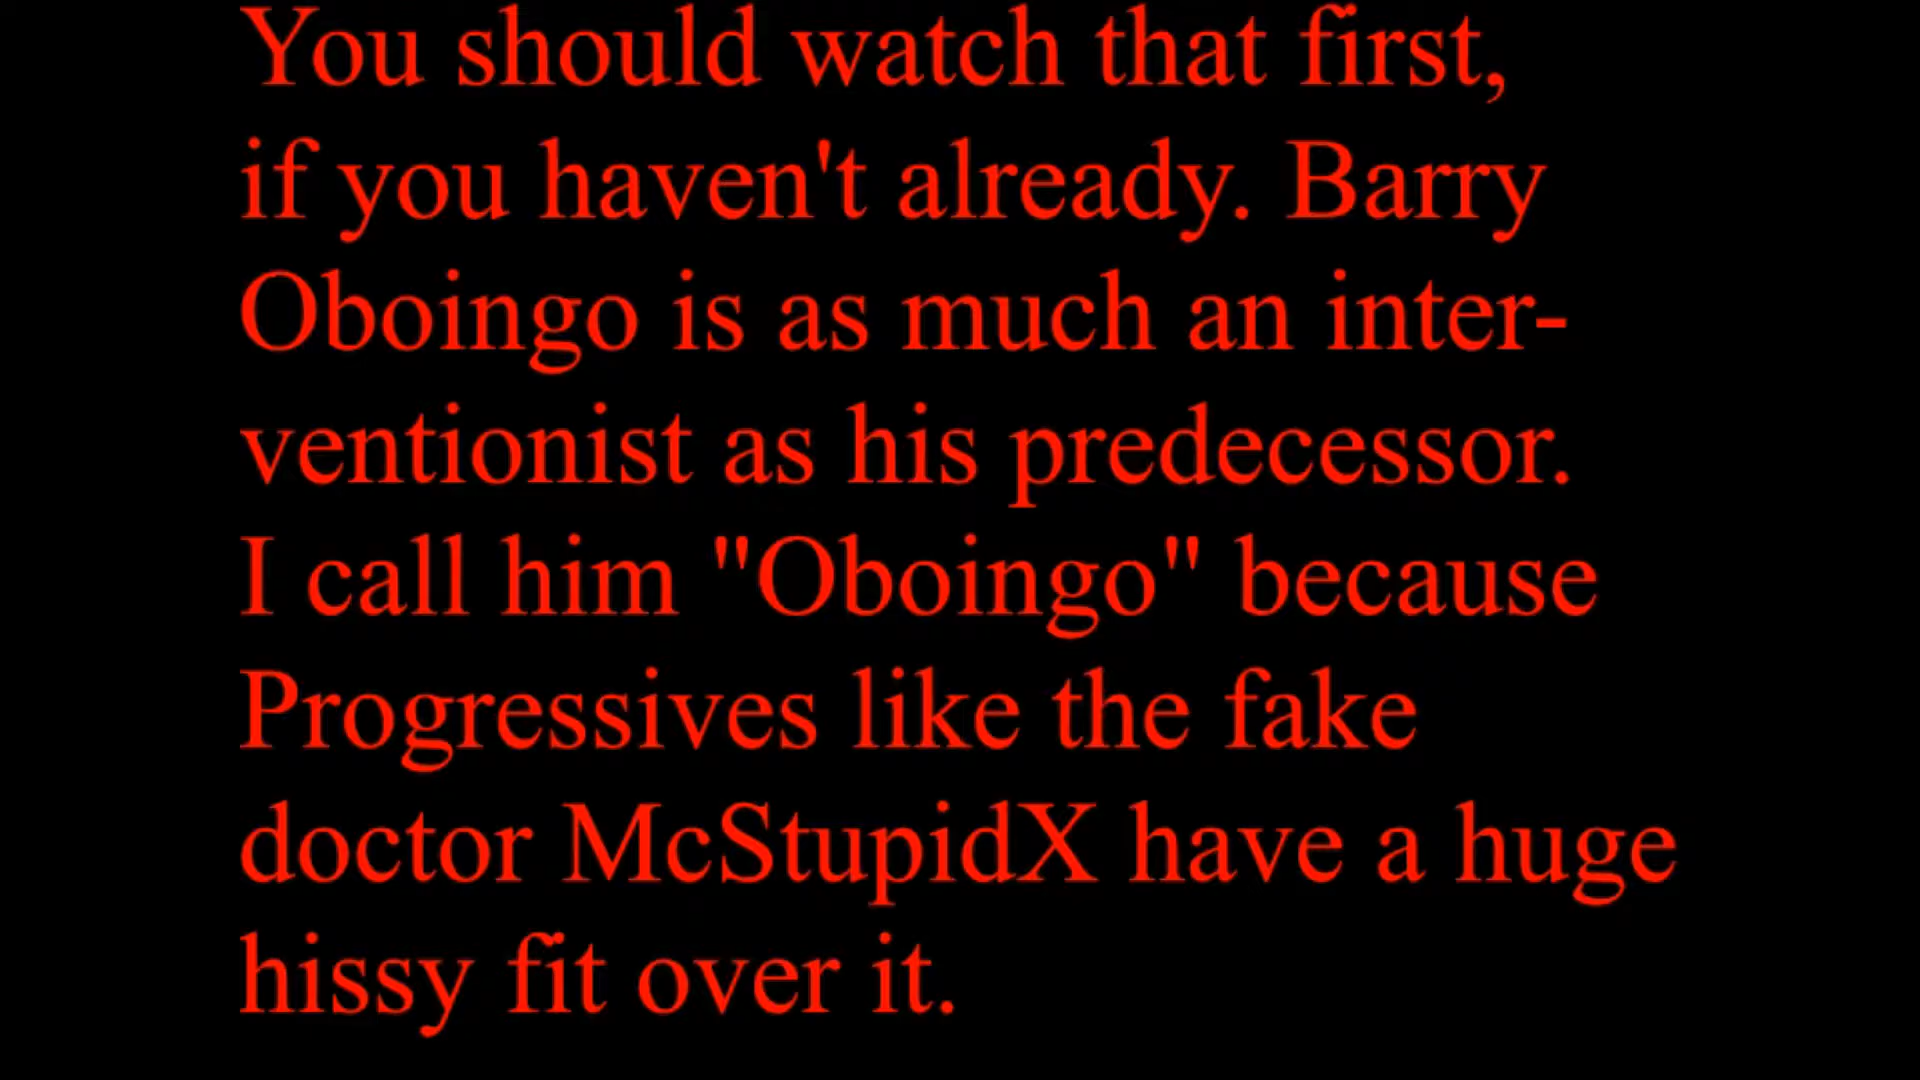 You should watch that first,
if you haven't already. Barry
Oboingo is as much an inter-
ventionist as his predecessor.
I call him "Oboingo" because
Progressives like the fake
doctor McStupidX have a huge
hissy fit over it.